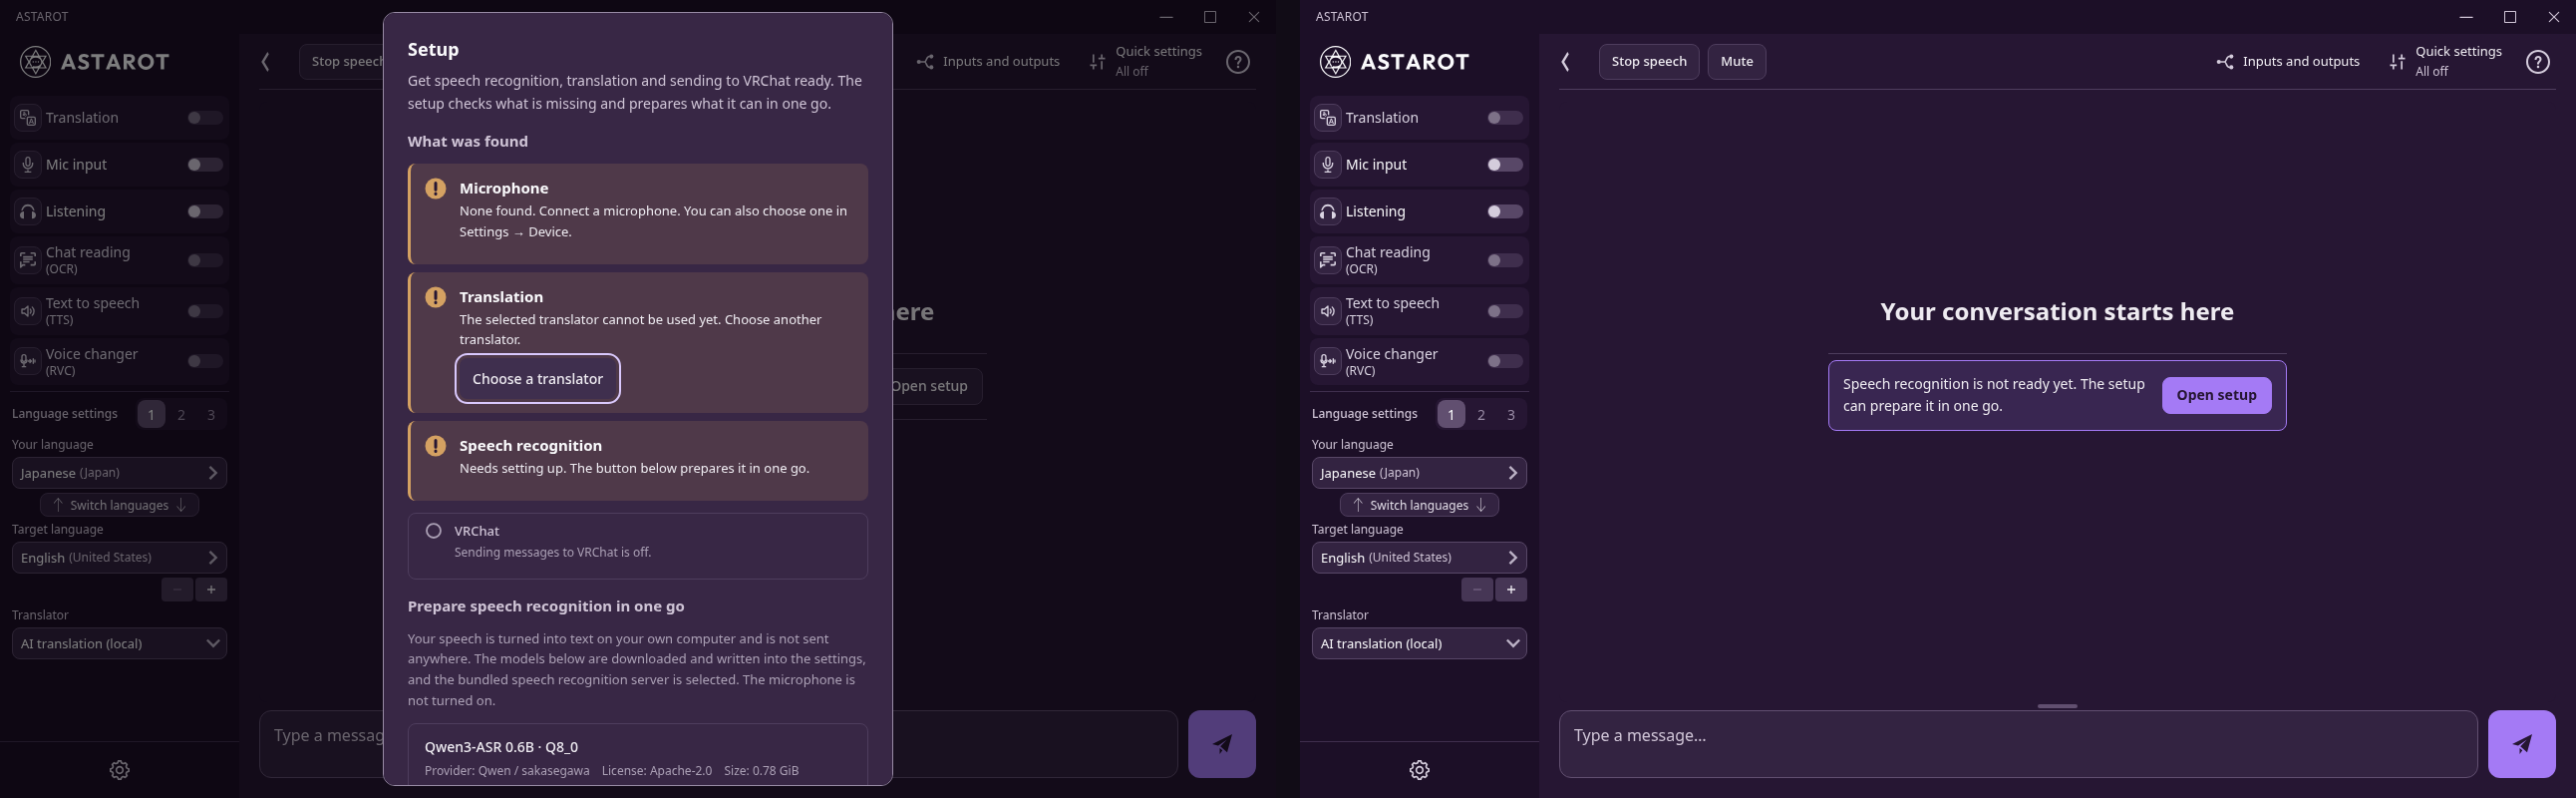 ASTAROT
ASTAROT
Translation
Mic input
Listening
Chat reading
(OCR)
Text to speech
(TTS)
Voice changer
(RVC)
Language settings 1 2 3
Your language
Japanese (Japan)
↑ Switch languages ↓
Target language
English (United States)
− +
Translator
AI translation (local)
Stop speech
Inputs and outputs
Quick settings
All off
?
here
Open setup
Type a messag
Setup
Get speech recognition, translation and sending to VRChat ready. The
setup checks what is missing and prepares what it can in one go.
What was found
Microphone
None found. Connect a microphone. You can also choose one in
Settings → Device.
Translation
The selected translator cannot be used yet. Choose another
translator.
Choose a translator
Speech recognition
Needs setting up. The button below prepares it in one go.
VRChat
Sending messages to VRChat is off.
Prepare speech recognition in one go
Your speech is turned into text on your own computer and is not sent
anywhere. The models below are downloaded and written into the settings,
and the bundled speech recognition server is selected. The microphone is
not turned on.
Qwen3-ASR 0.6B · Q8_0
Provider: Qwen / sakasegawa License: Apache-2.0 Size: 0.78 GiB
ASTAROT
ASTAROT
Translation
Mic input
Listening
Chat reading
(OCR)
Text to speech
(TTS)
Voice changer
(RVC)
Language settings 1 2 3
Your language
Japanese (Japan)
↑ Switch languages ↓
Target language
English (United States)
− +
Translator
AI translation (local)
Stop speech
Mute
Inputs and outputs
Quick settings
All off
?
Your conversation starts here
Speech recognition is not ready yet. The setup
can prepare it in one go.
Open setup
Type a message...